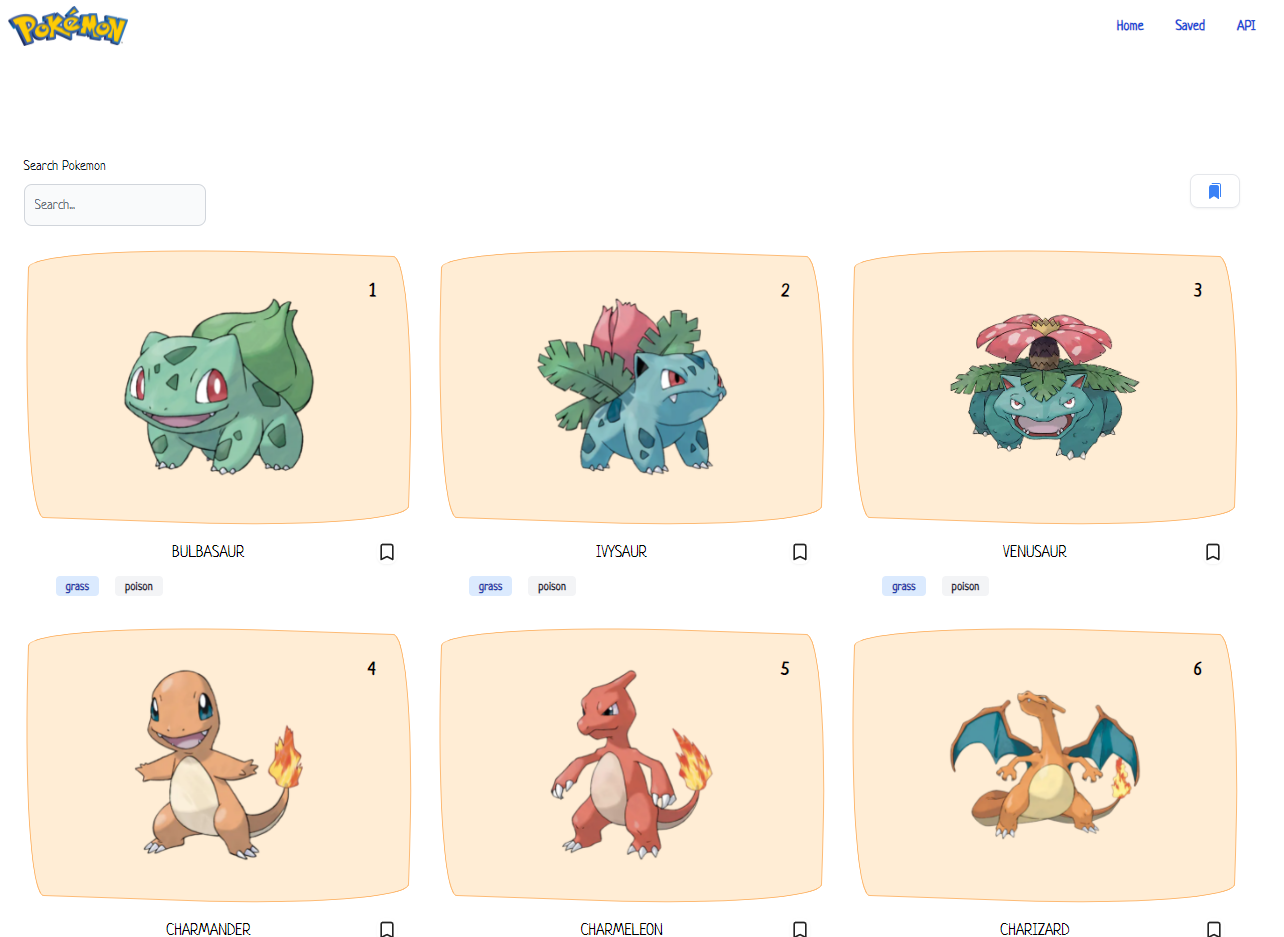 POKéMON
Home Saved API
Search Pokemon
Search...
1 2 3
BULBASAUR IVYSAUR VENUSAUR
grass poison grass poison grass poison
4 5 6
CHARMANDER CHARMELEON CHARIZARD